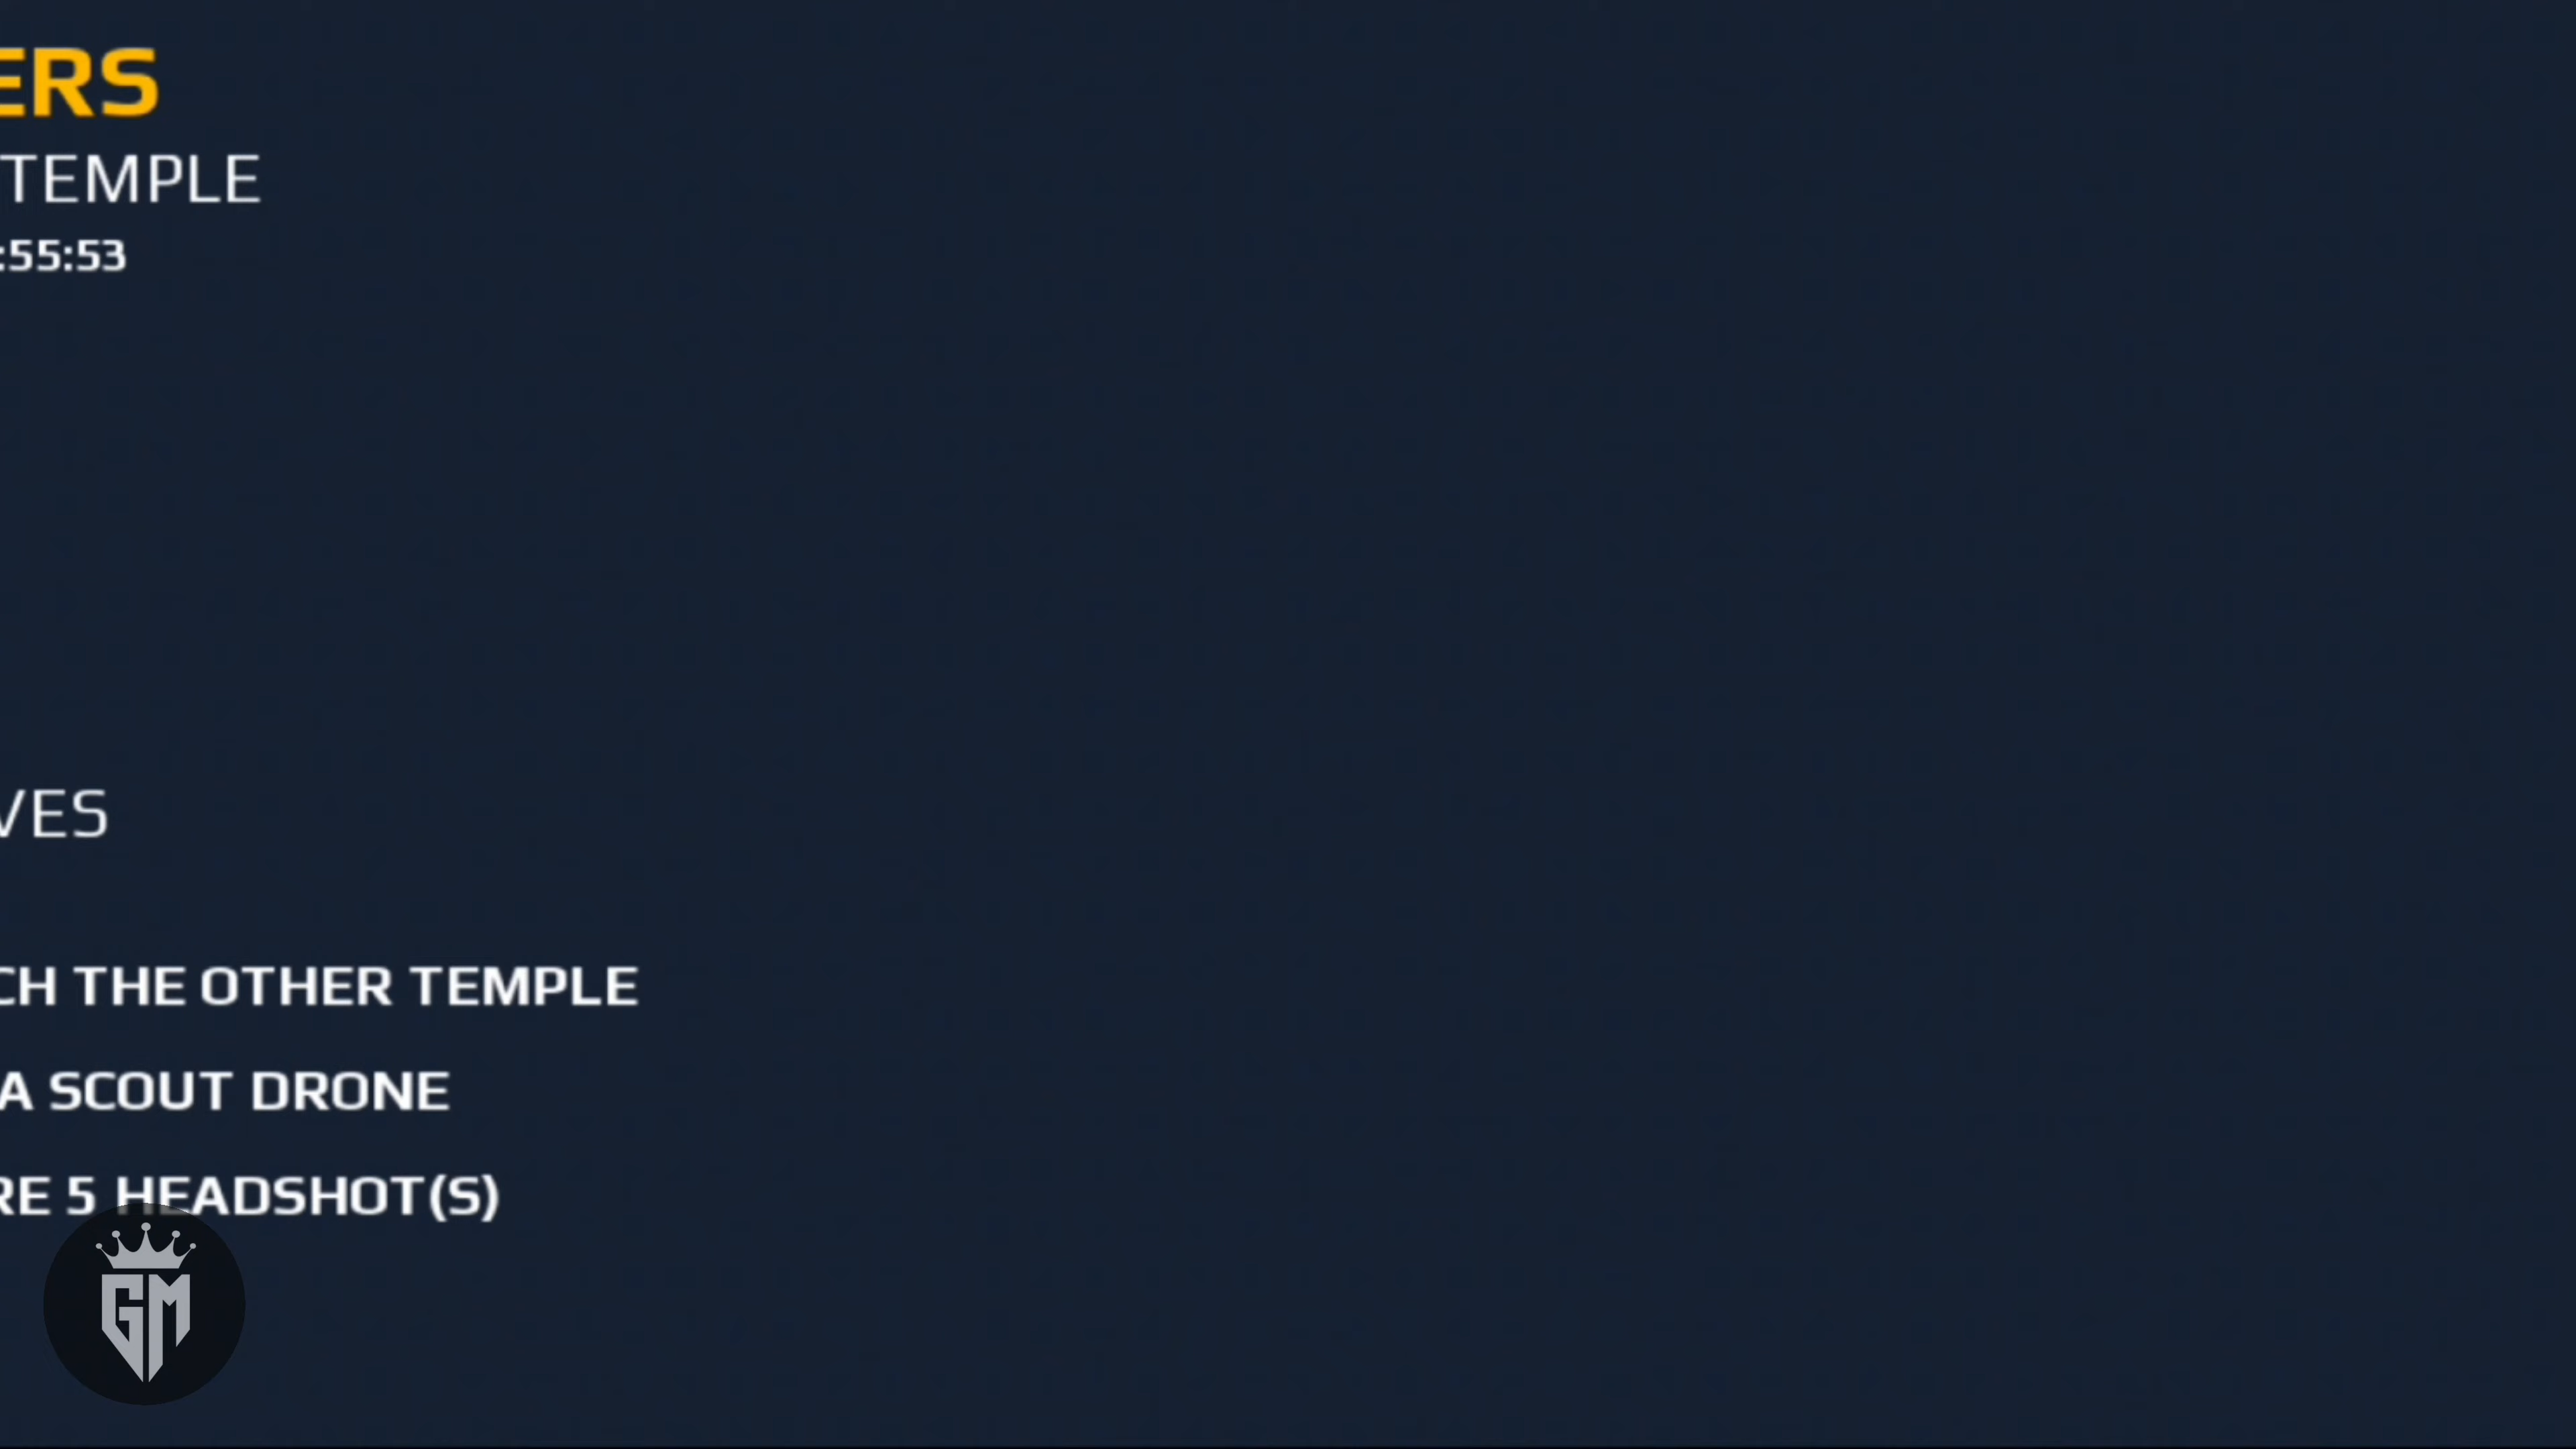 ERS
TEMPLE
:55:53
VES
CH THE OTHER TEMPLE
A SCOUT DRONE
RE 5 HEADSHOT(S)
GM